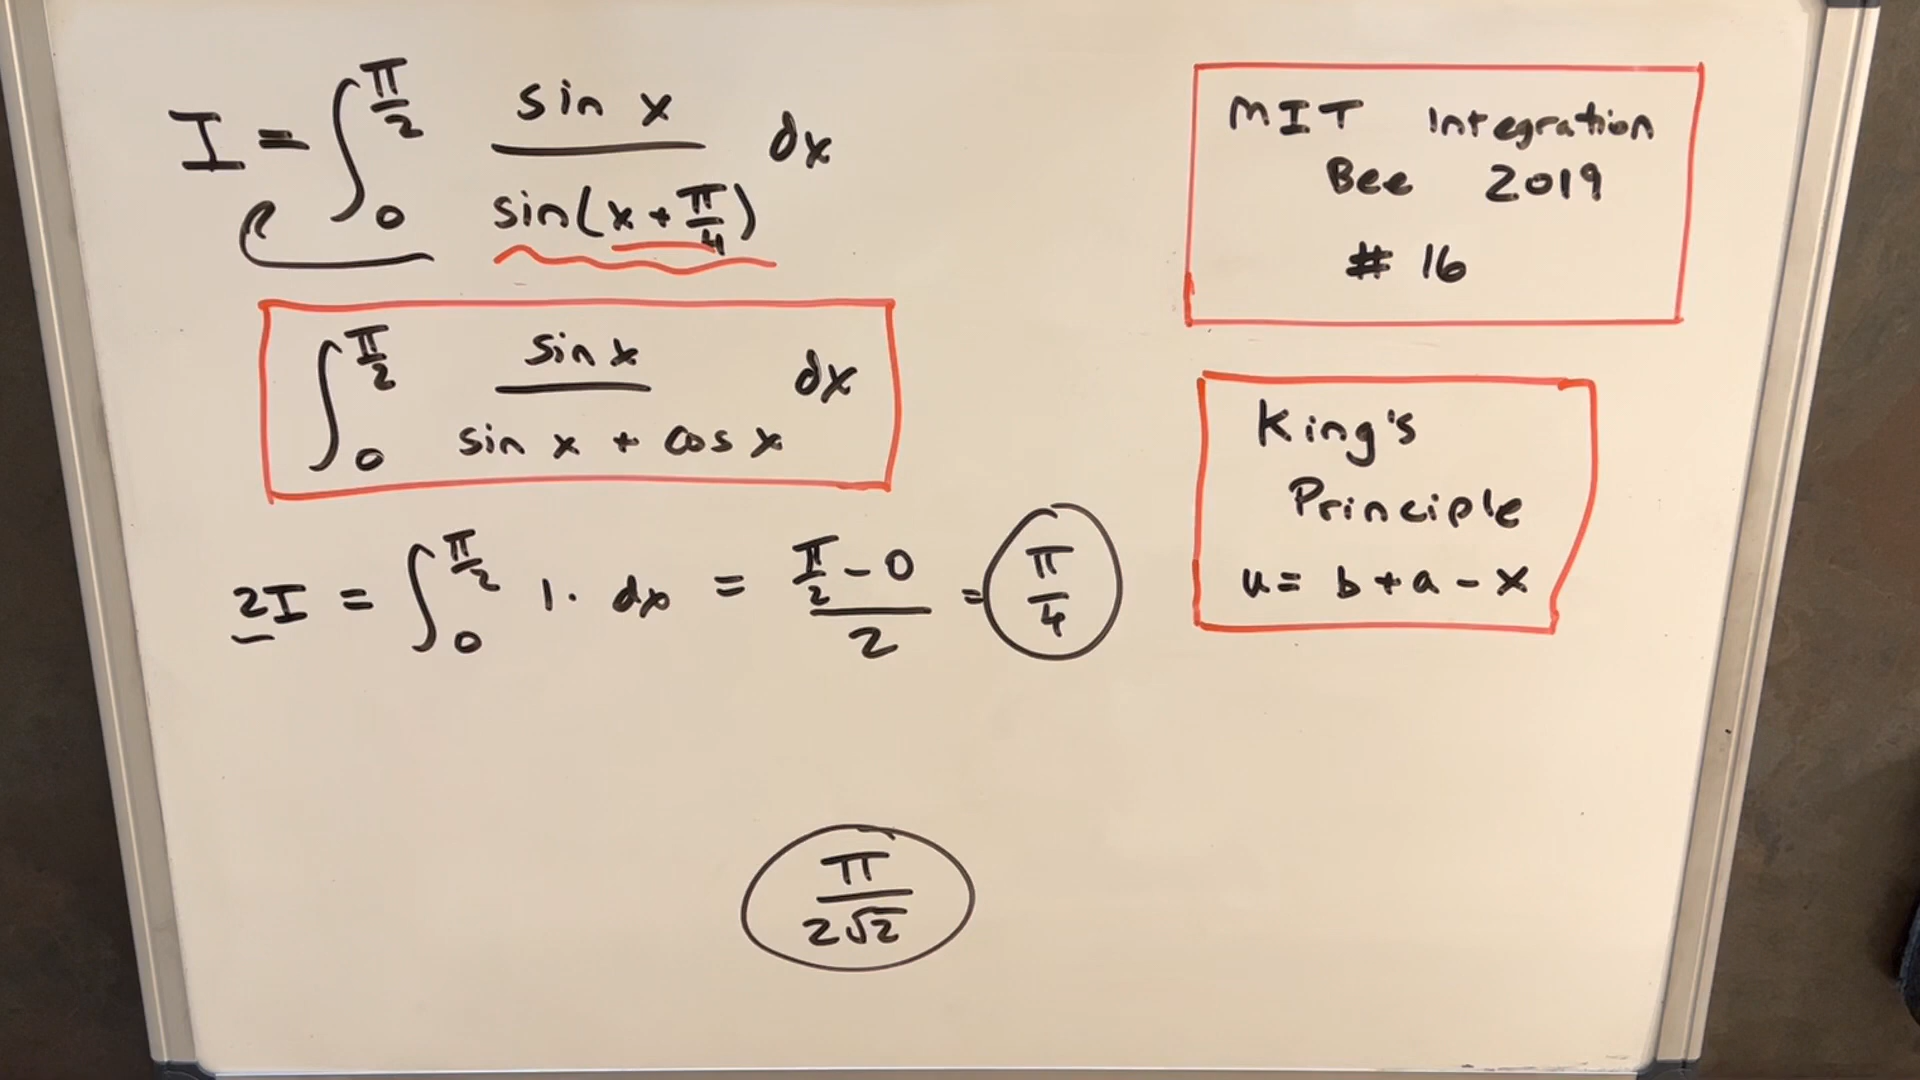 I = ∫₀^(π/2) sin x / sin(x + π/4) dx
∫₀^(π/2) sin x / (sin x + cos x) dx
2I = ∫₀^(π/2) 1 · dx = (π/2 - 0)/2 = π/4
π/(2√2)
MIT Integration
Bee 2019
# 16
King's
Principle
u = b + a - x